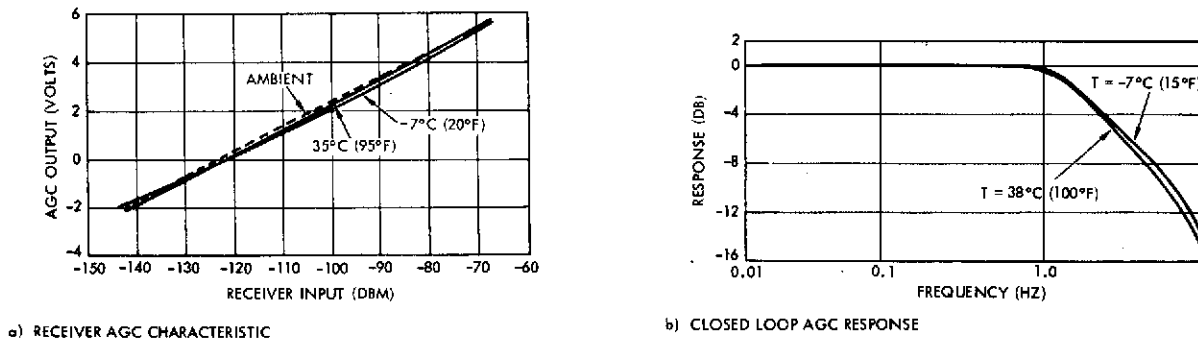 6
4
2
0
-2
-4
AGC OUTPUT (VOLTS)
AMBIENT
-7°C (20°F)
35°C (95°F)
-150 -140 -130 -120 -110 -100 -90 -80 -70 -60
RECEIVER INPUT (DBM)
a) RECEIVER AGC CHARACTERISTIC
2
0
-4
-8
-12
-16
RESPONSE (DB)
T = -7°C (15°F)
T = 38°C (100°F)
0.01 0.1 1.0
FREQUENCY (HZ)
b) CLOSED LOOP AGC RESPONSE